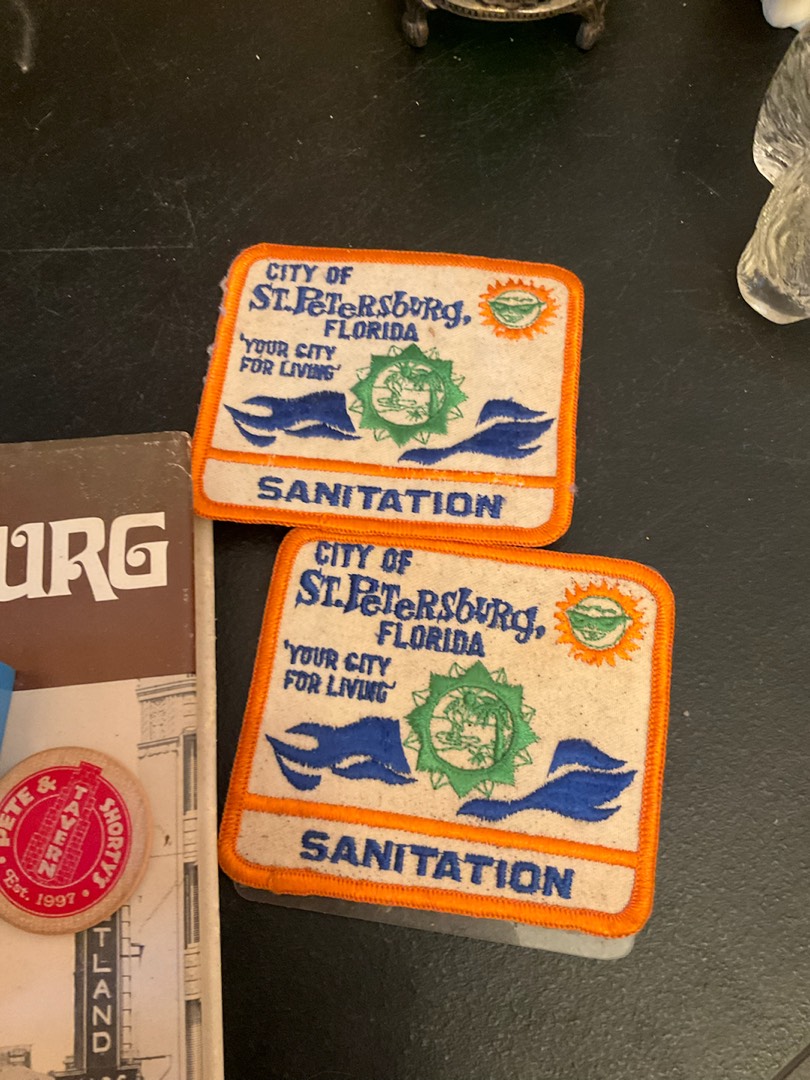 CITY OF
ST. PETERSBURG,
FLORIDA
'YOUR CITY
FOR LIVING'
SANITATION
CITY OF
ST. PETERSBURG,
FLORIDA
'YOUR CITY
FOR LIVING'
SANITATION
URG
PETE & SHORTY'S
TAVERN
• Est. 1997 •
TLAND